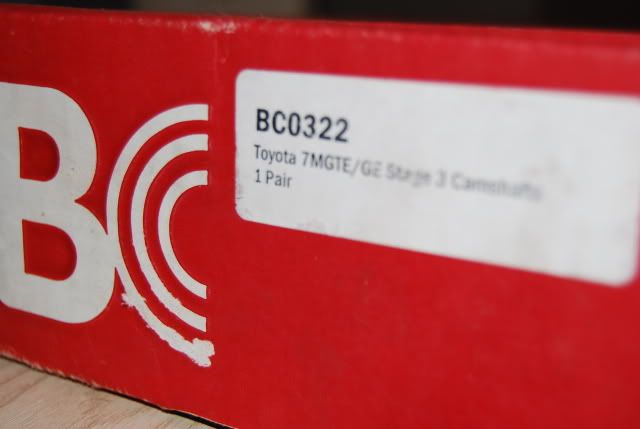 BC
BC0322
Toyota 7MGTE/GE Stage 3 Camshafts
1 Pair